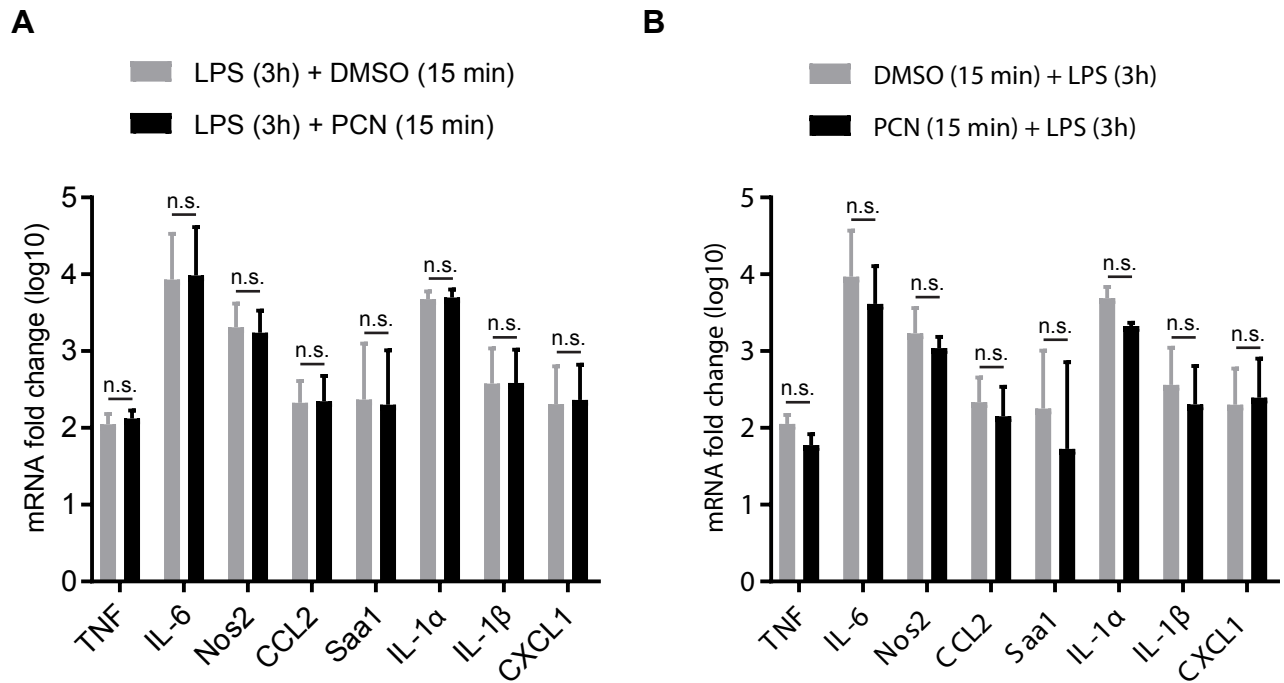 A
LPS (3h) + DMSO (15 min)
LPS (3h) + PCN (15 min)
mRNA fold change (log10)
5
4
3
2
1
0
n.s.
n.s.
n.s.
n.s.
n.s.
n.s.
n.s.
n.s.
TNF
IL-6
Nos2
CCL2
Saa1
IL-1α
IL-1β
CXCL1
B
DMSO (15 min) + LPS (3h)
PCN (15 min) + LPS (3h)
mRNA fold change (log10)
5
4
3
2
1
0
n.s.
n.s.
n.s.
n.s.
n.s.
n.s.
n.s.
n.s.
TNF
IL-6
Nos2
CCL2
Saa1
IL-1α
IL-1β
CXCL1